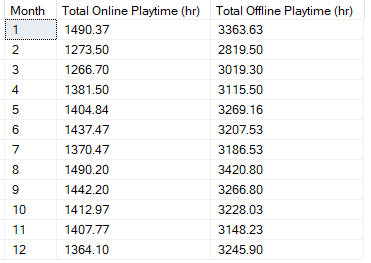 Month Total Online Playtime (hr) Total Offline Playtime (hr)
1 1490.37 3363.63
2 1273.50 2819.50
3 1266.70 3019.30
4 1381.50 3115.50
5 1404.84 3269.16
6 1437.47 3207.53
7 1370.47 3186.53
8 1490.20 3420.80
9 1442.20 3266.80
10 1412.97 3228.03
11 1407.77 3148.23
12 1364.10 3245.90